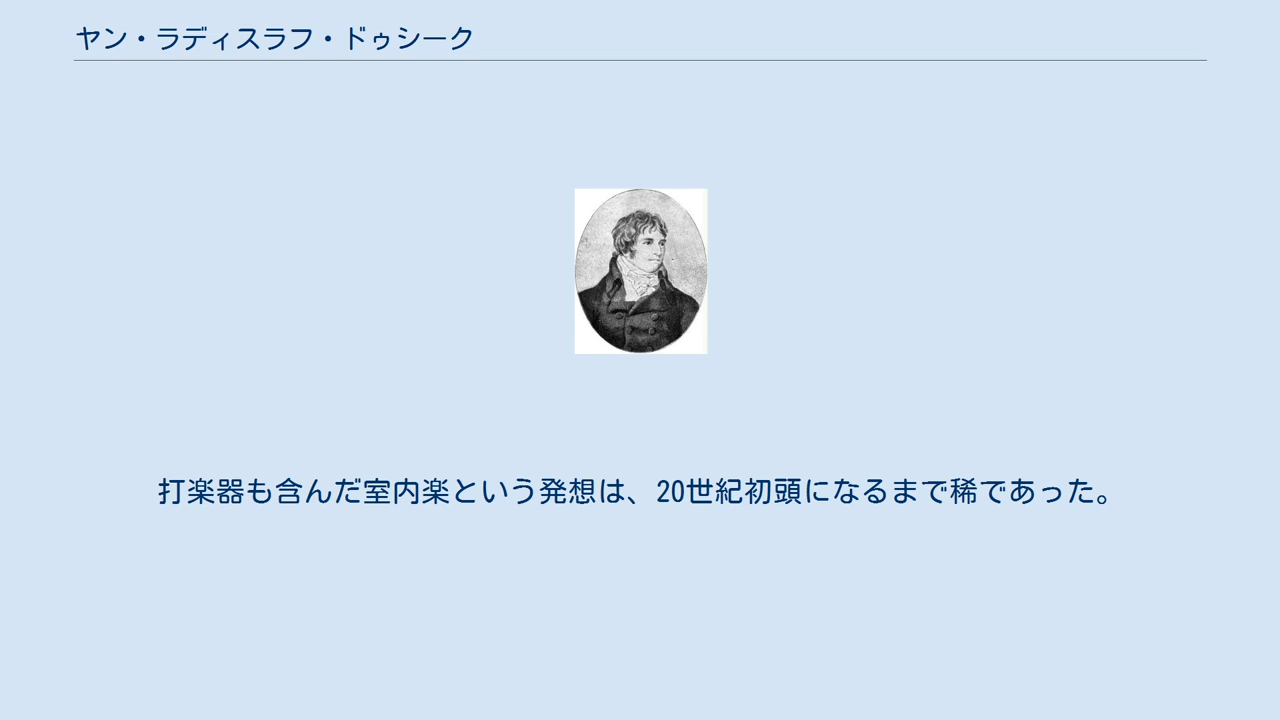 ヤン・ラディスラフ・ドゥシーク
打楽器も含んだ室内楽という発想は、20世紀初頭になるまで稀であった。